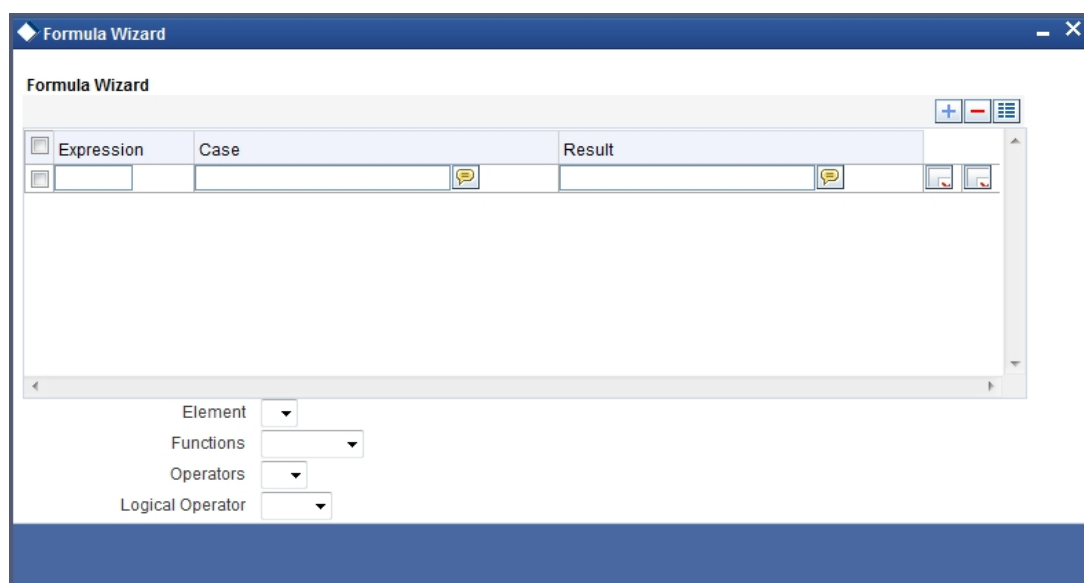 Formula Wizard
Formula Wizard
Expression Case Result
Element
Functions
Operators
Logical Operator